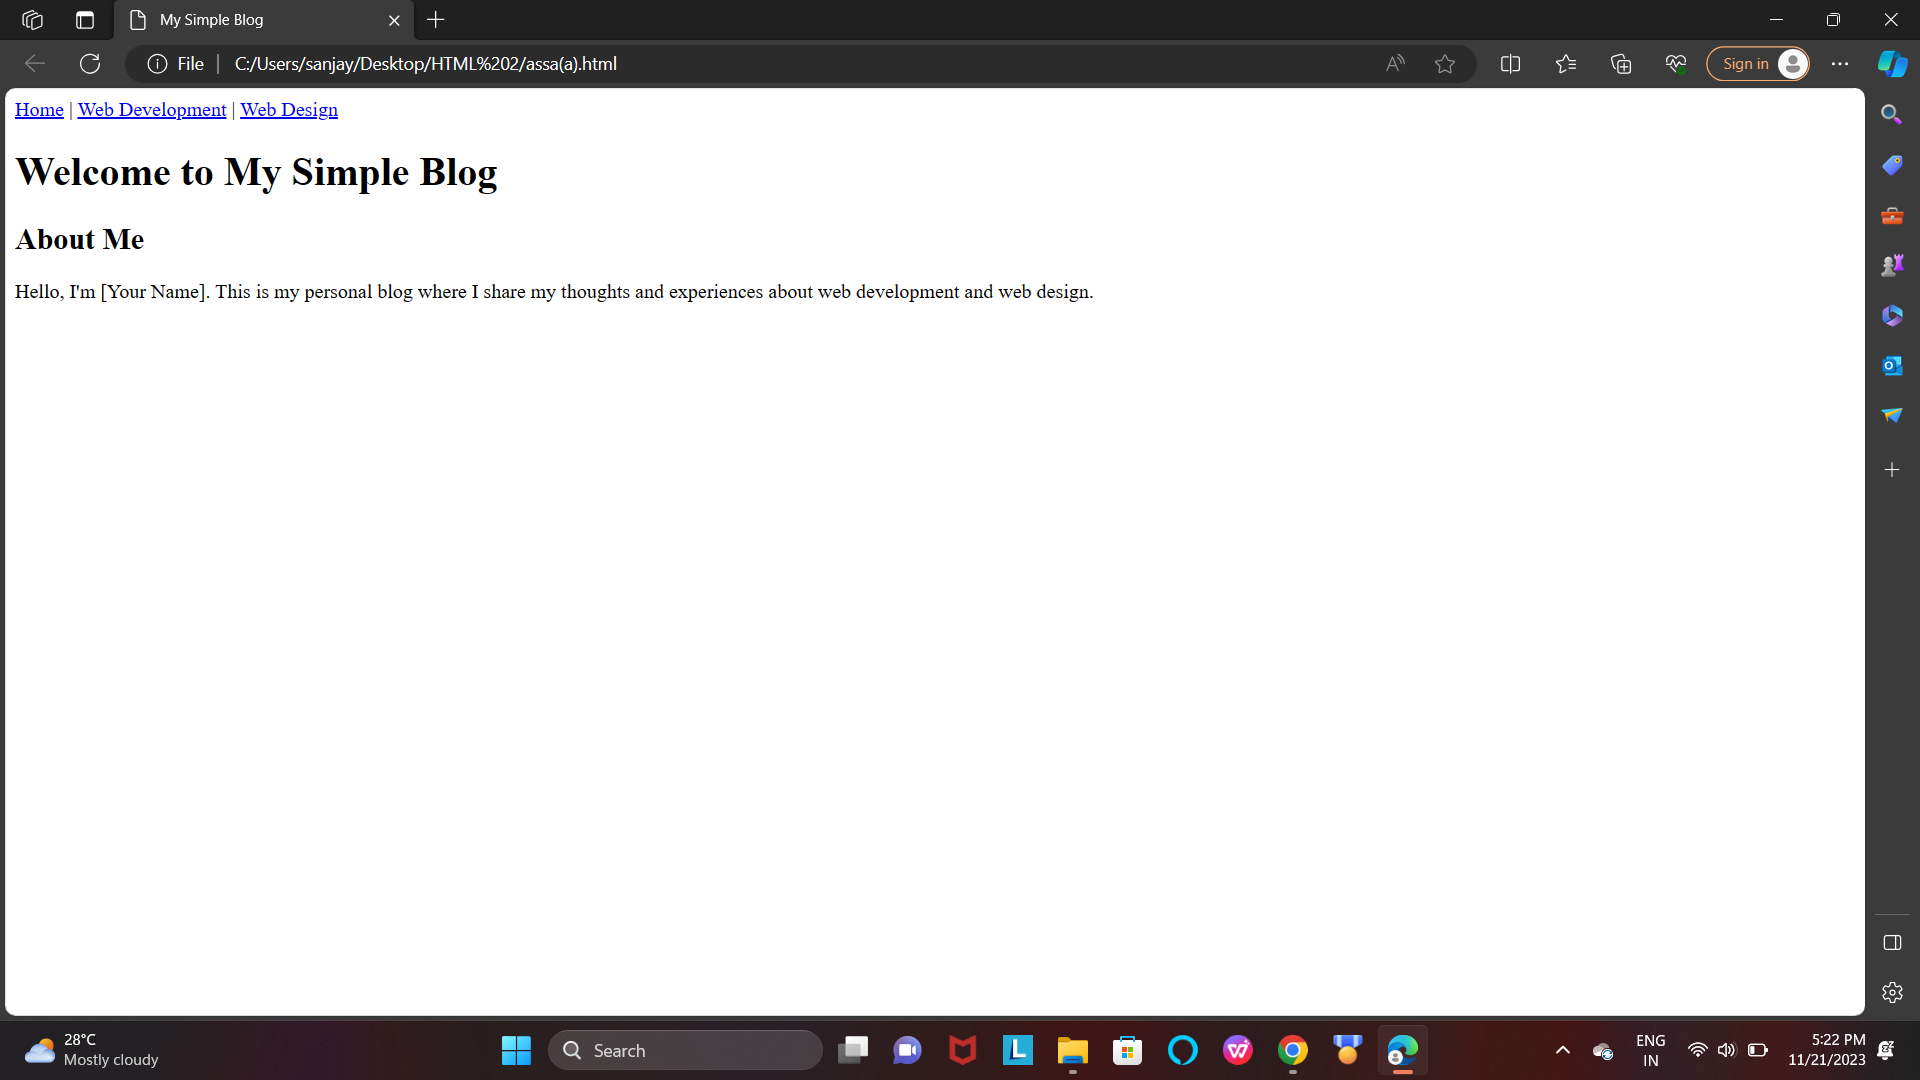 My Simple Blog
File | C:/Users/sanjay/Desktop/HTML%202/assa(a).html
Sign in
Home | Web Development | Web Design
Welcome to My Simple Blog
About Me
Hello, I'm [Your Name]. This is my personal blog where I share my thoughts and experiences about web development and web design.
28°C
Mostly cloudy
Search
ENG
IN
5:22 PM
11/21/2023